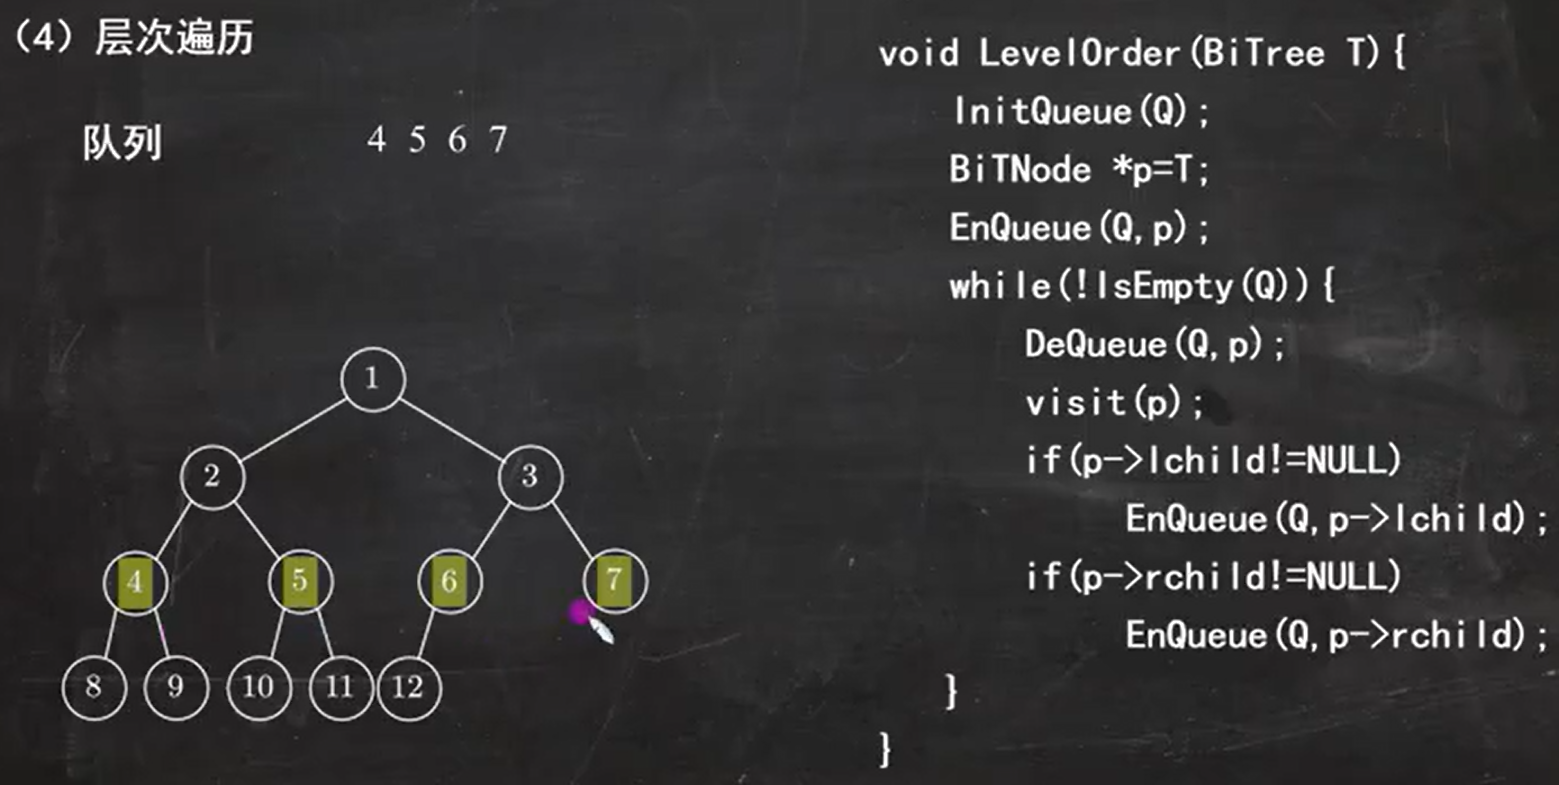 (4) 层次遍历
队列 4 5 6 7
1
2 3
4 5 6 7
8 9 10 11 12
void LevelOrder(BiTree T){
InitQueue(Q);
BiTNode *p=T;
EnQueue(Q,p);
while(!IsEmpty(Q)){
DeQueue(Q,p);
visit(p);
if(p->lchild!=NULL)
EnQueue(Q,p->lchild);
if(p->rchild!=NULL)
EnQueue(Q,p->rchild);
}
}